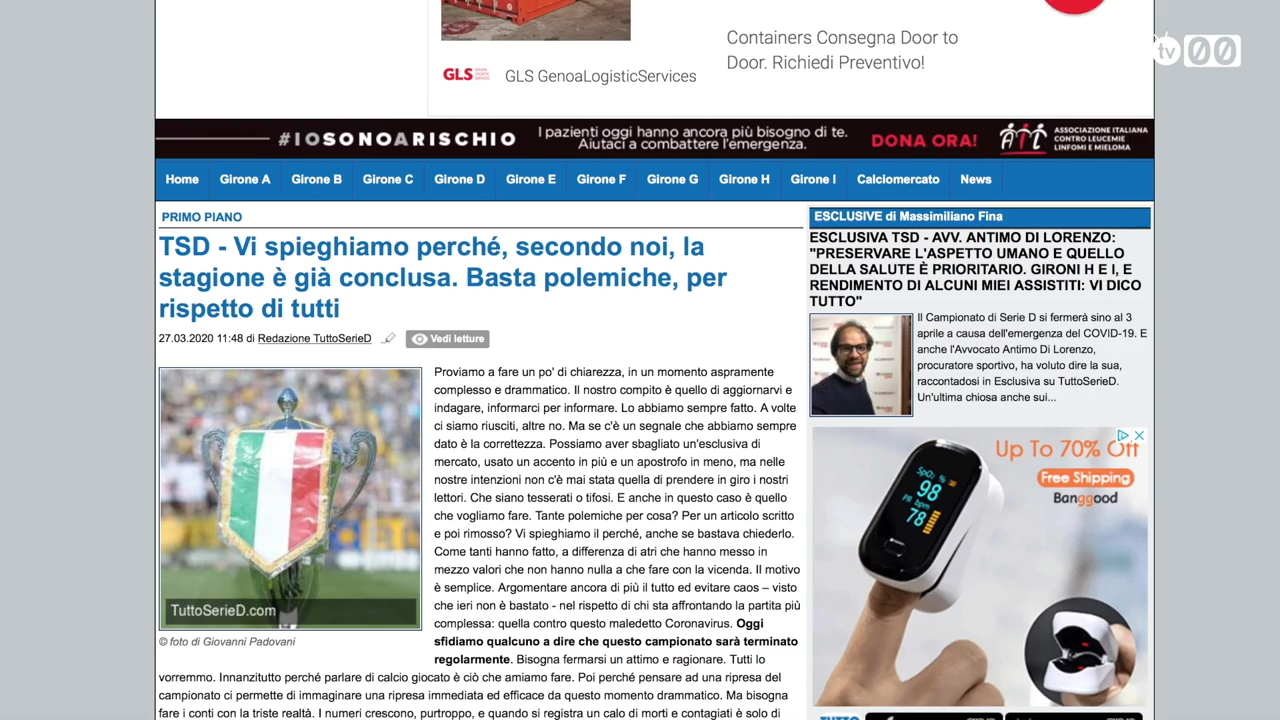 Containers Consegna Door to
Door. Richiedi Preventivo!
GLS GenoaLogisticServices
tv 00
#IOSONOARISCHIO
I pazienti oggi hanno ancora più bisogno di te.
Aiutaci a combattere l'emergenza.
DONA ORA!
AIL ASSOCIAZIONE ITALIANA
CONTRO LEUCEMIE
LINFOMI E MIELOMA
Home Girone A Girone B Girone C Girone D Girone E Girone F Girone G Girone H Girone I Calciomercato News
PRIMO PIANO
TSD - Vi spieghiamo perché, secondo noi, la
stagione è già conclusa. Basta polemiche, per
rispetto di tutti
27.03.2020 11:48 di Redazione TuttoSerieD Vedi letture
TuttoSerieD.com
© foto di Giovanni Padovani
Proviamo a fare un po' di chiarezza, in un momento aspramente
complesso e drammatico. Il nostro compito è quello di aggiornarvi e
indagare, informarci per informare. Lo abbiamo sempre fatto. A volte
ci siamo riusciti, altre no. Ma se c'è un segnale che abbiamo sempre
dato è la correttezza. Possiamo aver sbagliato un'esclusiva di
mercato, usato un accento in più e un apostrofo in meno, ma nelle
nostre intenzioni non c'è mai stata quella di prendere in giro i nostri
lettori. Che siano tesserati o tifosi. E anche in questo caso è quello
che vogliamo fare. Tante polemiche per cosa? Per un articolo scritto
e poi rimosso? Vi spieghiamo il perché, anche se bastava chiederlo.
Come tanti hanno fatto, a differenza di atri che hanno messo in
mezzo valori che non hanno nulla a che fare con la vicenda. Il motivo
è semplice. Argomentare ancora di più il tutto ed evitare caos – visto
che ieri non è bastato - nel rispetto di chi sta affrontando la partita più
complessa: quella contro questo maledetto Coronavirus. Oggi
sfidiamo qualcuno a dire che questo campionato sarà terminato
regolarmente. Bisogna fermarsi un attimo e ragionare. Tutti lo
vorremmo. Innanzitutto perché parlare di calcio giocato è ciò che amiamo fare. Poi perché pensare ad una ripresa del
campionato ci permette di immaginare una ripresa immediata ed efficace da questo momento drammatico. Ma bisogna
fare i conti con la triste realtà. I numeri crescono, purtroppo, e quando si registra un calo di morti e contagiati è solo di
ESCLUSIVE di Massimiliano Fina
ESCLUSIVA TSD - AVV. ANTIMO DI LORENZO:
"PRESERVARE L'ASPETTO UMANO E QUELLO
DELLA SALUTE È PRIORITARIO. GIRONI H E I, E
RENDIMENTO DI ALCUNI MIEI ASSISTITI: VI DICO
TUTTO"
Il Campionato di Serie D si fermerà sino al 3
aprile a causa dell'emergenza del COVID-19. E
anche l'Avvocato Antimo Di Lorenzo,
procuratore sportivo, ha voluto dire la sua,
raccontadosi in Esclusiva su TuttoSerieD.
Un'ultima chiosa anche sui...
Up To 70% Off
Free Shipping
Banggood
SpO₂ %
98
PR bpm
78